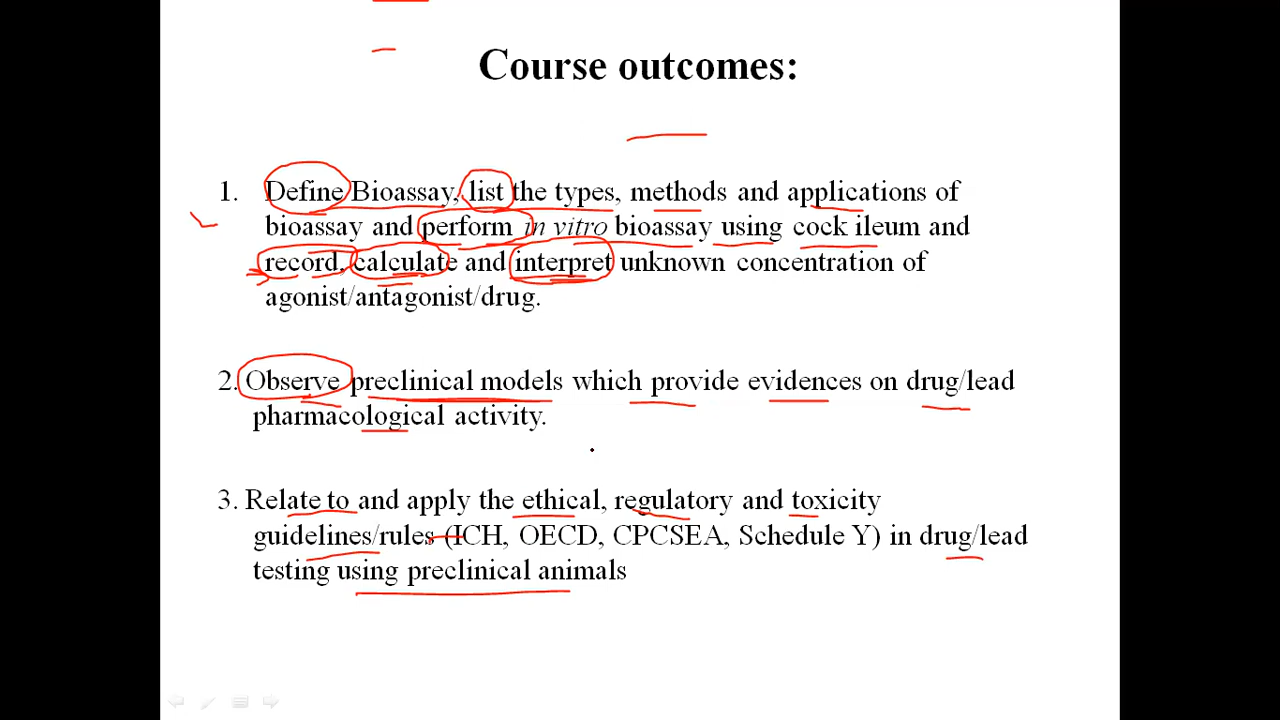 Course outcomes:
1. Define Bioassay, list the types, methods and applications of
bioassay and perform in vitro bioassay using cock ileum and
record, calculate and interpret unknown concentration of
agonist/antagonist/drug.
2. Observe preclinical models which provide evidences on drug/lead
pharmacological activity.
3. Relate to and apply the ethical, regulatory and toxicity
guidelines/rules (ICH, OECD, CPCSEA, Schedule Y) in drug/lead
testing using preclinical animals